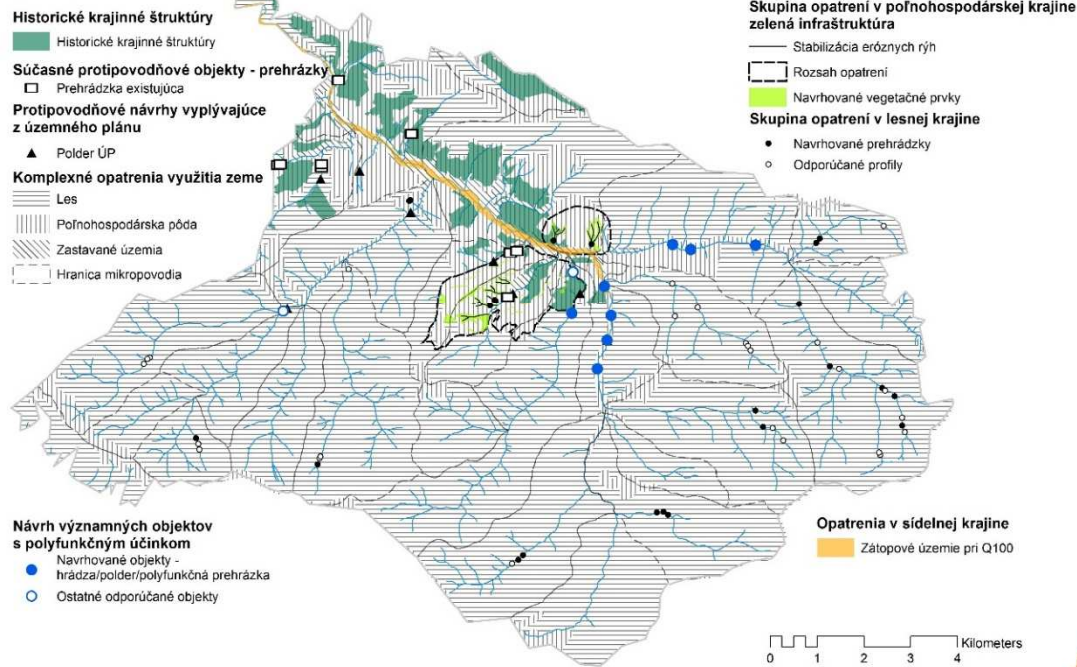 Historické krajinné štruktúry
Historické krajinné štruktúry
Súčasné protipovodňové objekty - prehrázky
Prehrádzka existujúca
Protipovodňové návrhy vyplývajúce
z územného plánu
Polder ÚP
Komplexné opatrenia využitia zeme
Les
Poľnohospodárska pôda
Zastavané územia
Hranica mikropovodia
Skupina opatrení v poľnohospodárskej krajine
zelená infraštruktúra
Stabilizácia eróznych rýh
Rozsah opatrení
Navrhované vegetačné prvky
Skupina opatrení v lesnej krajine
Navrhované prehrádzky
Odporúčané profily
Návrh významných objektov
s polyfunkčným účinkom
Navrhované objekty -
hrádza/polder/polyfunkčná prehrázka
Ostatné odporúčané objekty
Opatrenia v sídelnej krajine
Zátopové územie pri Q100
Kilometers
0 1 2 3 4